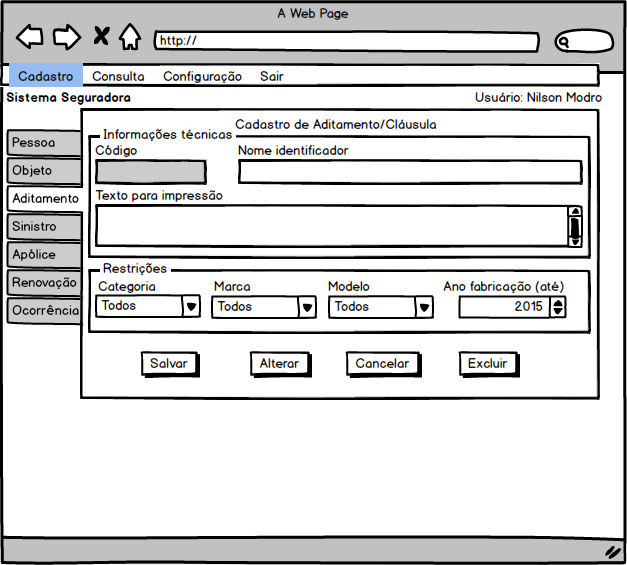 A Web Page
http://
Cadastro Consulta Configuração Sair
Sistema Seguradora Usuário: Nilson Modro
Cadastro de Aditamento/Cláusula
Pessoa
Objeto
Aditamento
Sinistro
Apólice
Renovação
Ocorrência
Informações técnicas
Código Nome identificador
Texto para impressão
Restrições
Categoria Marca Modelo Ano fabricação (até)
Todos Todos Todos 2015
Salvar Alterar Cancelar Excluir